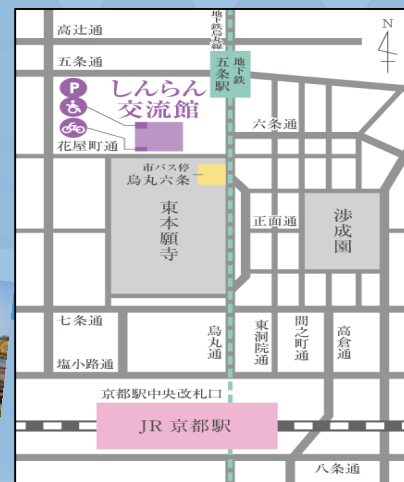 高辻通
地下鉄烏丸線
N
五条通
地下鉄
五条駅
P
しんらん
交流館
六条通
花屋町通
市バス停
烏丸六条
東本願寺
正面通
渉成園
七条通
烏丸通
東洞院通
間之町通
高倉通
塩小路通
京都駅中央改札口
JR 京都駅
八条通